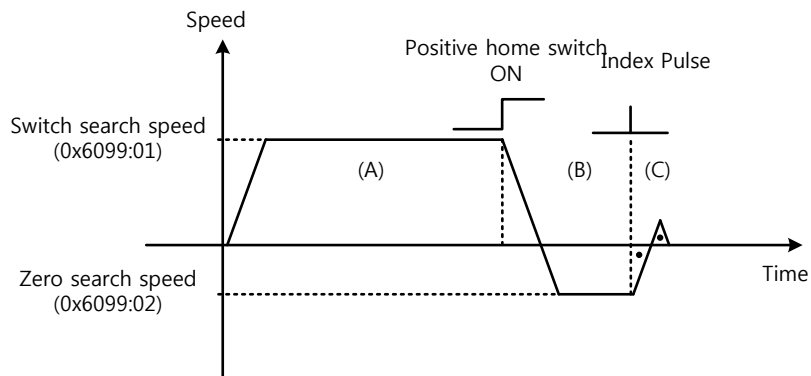 Speed
Positive home switch
ON
Index Pulse
Switch search speed
(0x6099:01)
(A)
(B)
(C)
Zero search speed
(0x6099:02)
Time